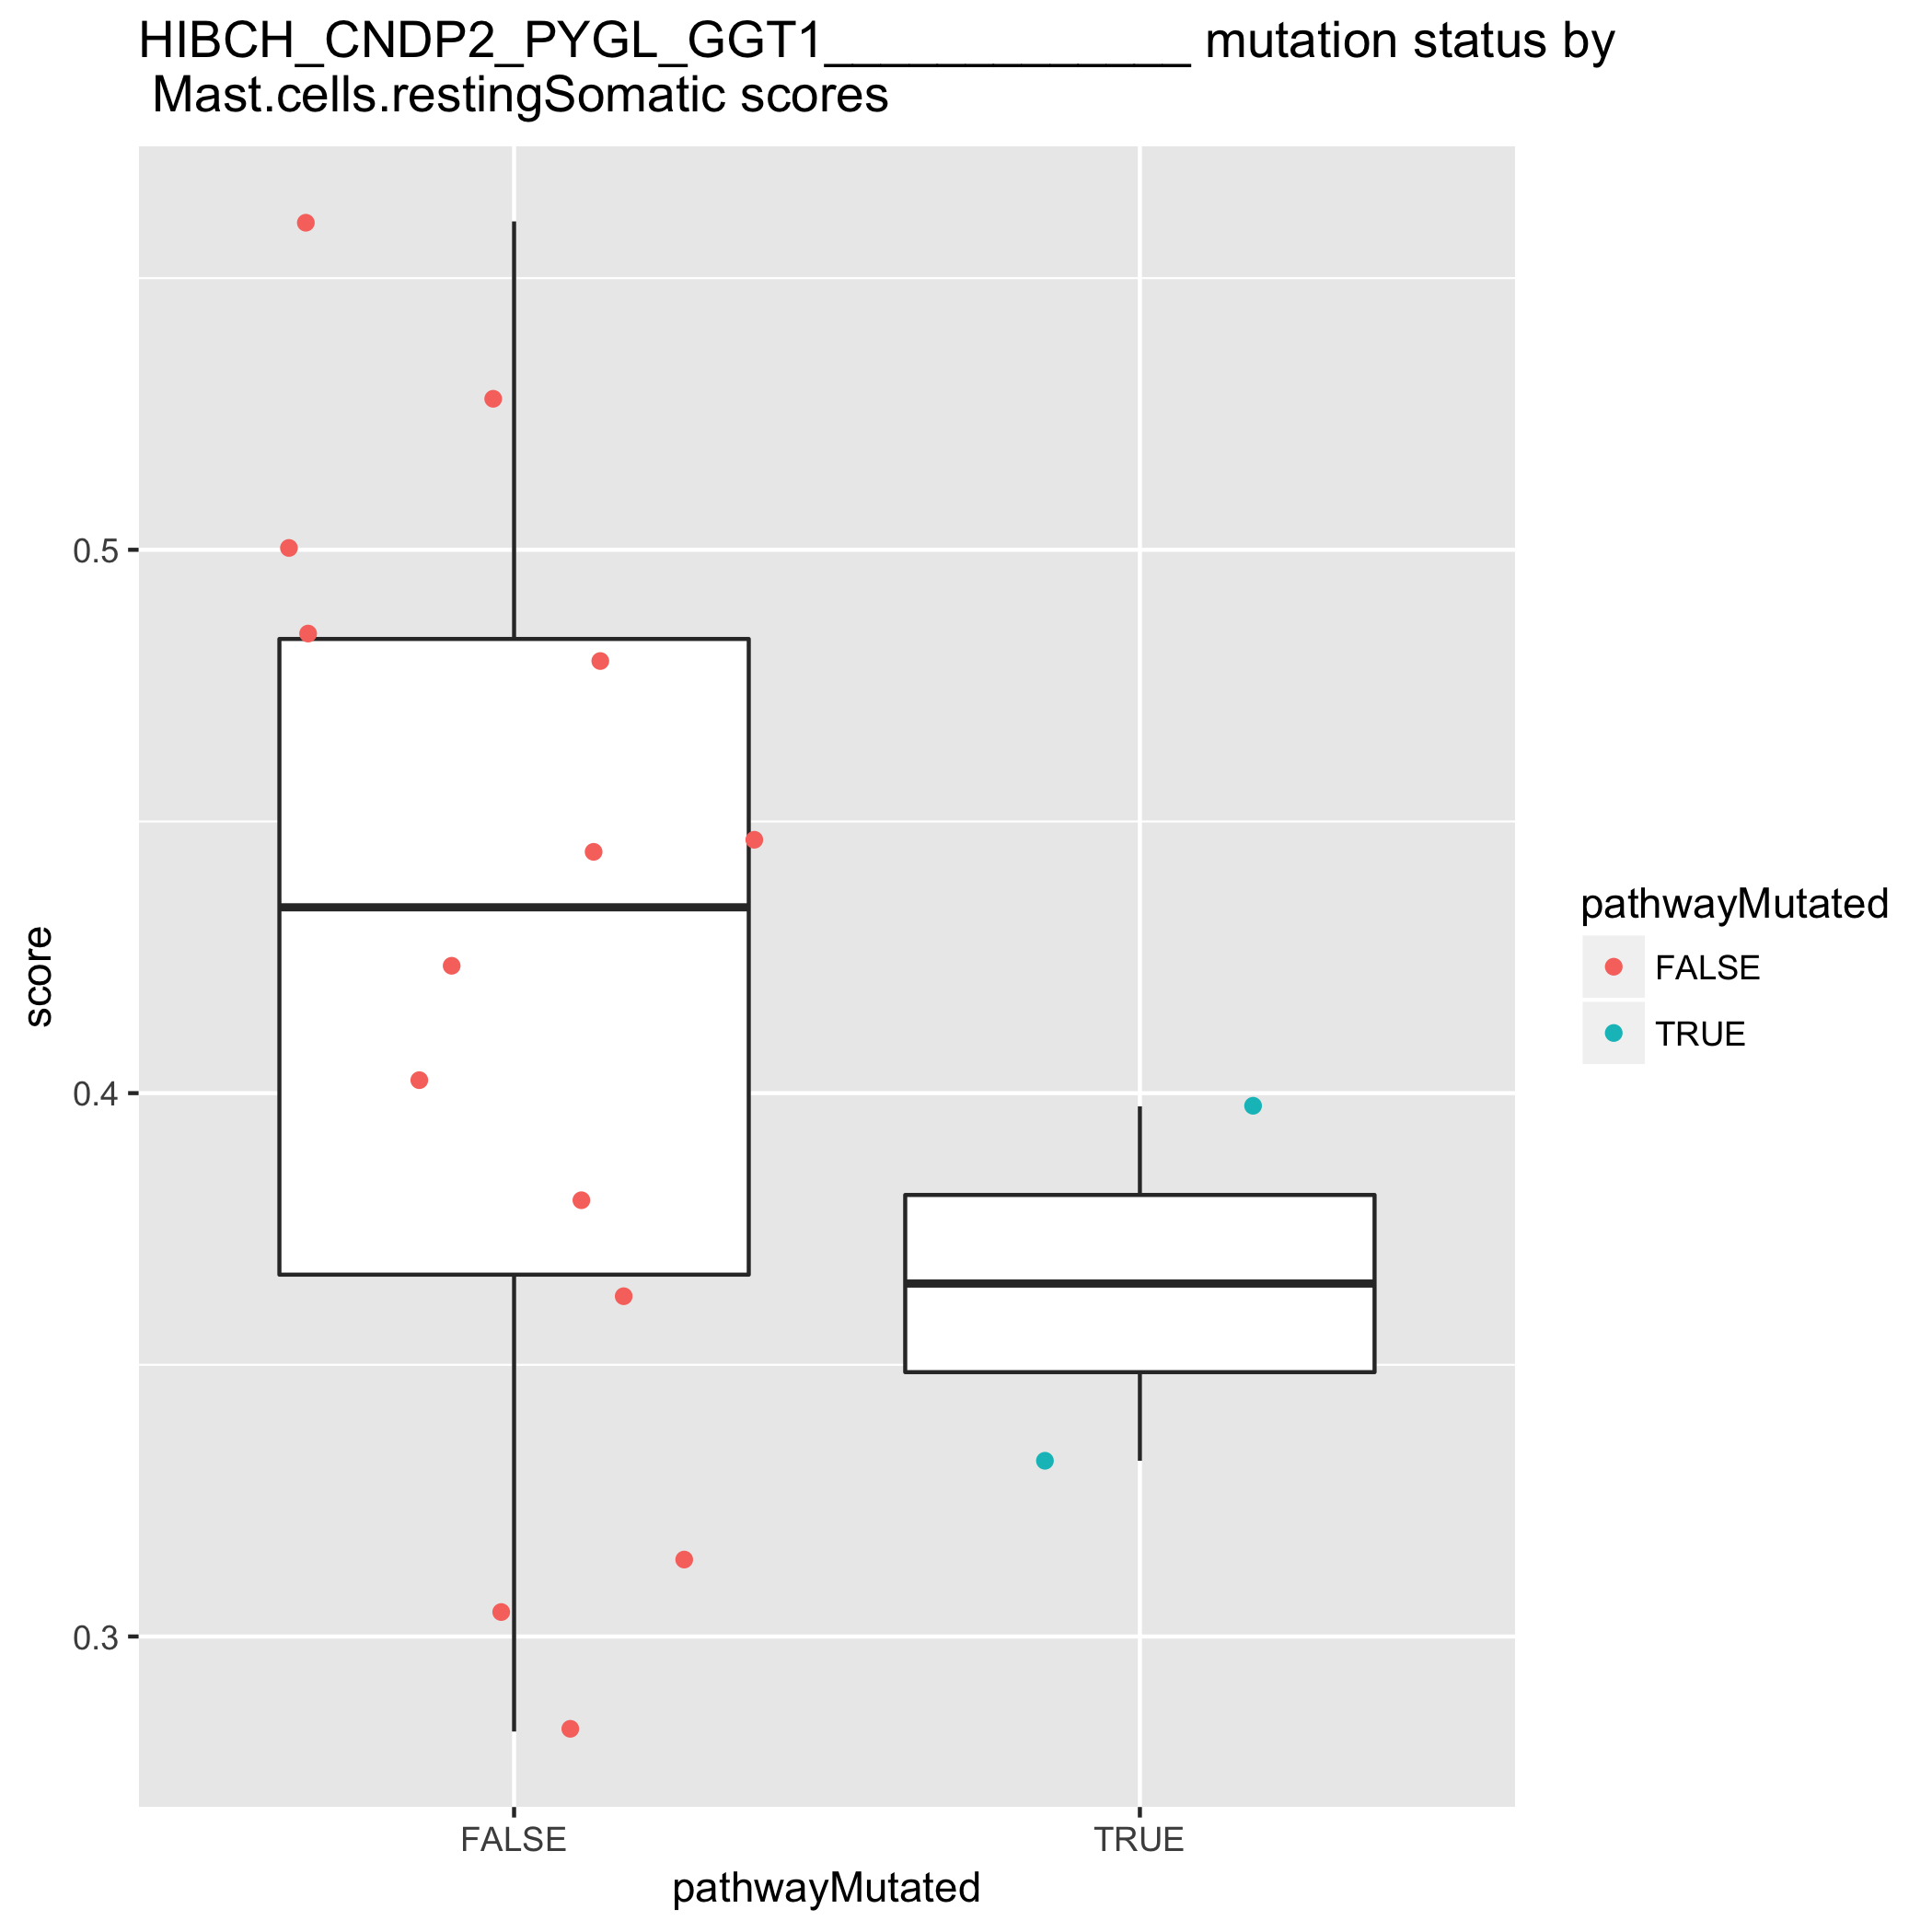 HIBCH_CNDP2_PYGL_GGT1_____________ mutation status by
Mast.cells.restingSomatic scores
score
0.5
0.4
0.3
FALSE
TRUE
pathwayMutated
pathwayMutated
FALSE
TRUE